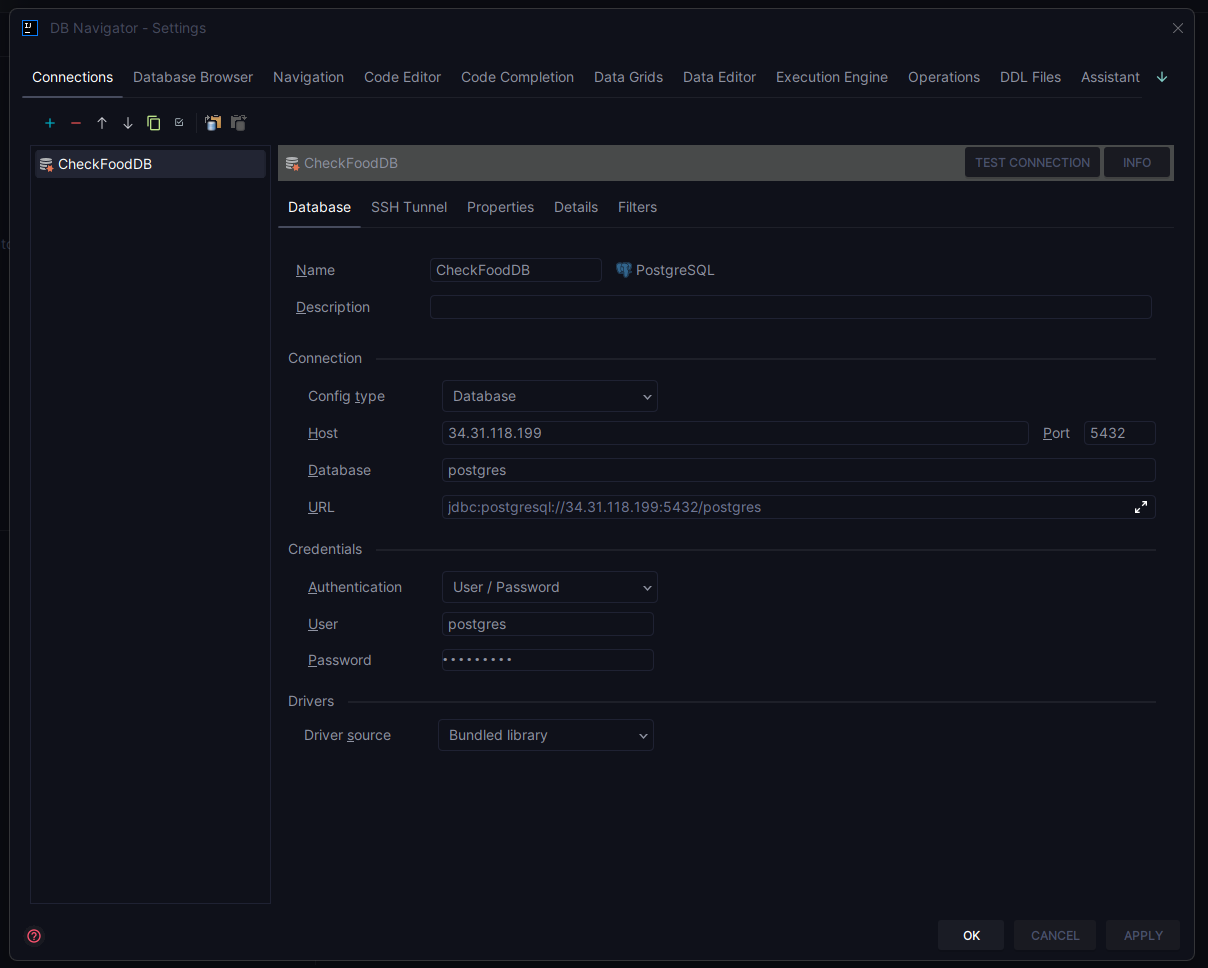 DB Navigator - Settings
Connections Database Browser Navigation Code Editor Code Completion Data Grids Data Editor Execution Engine Operations DDL Files Assistant
CheckFoodDB
CheckFoodDB TEST CONNECTION INFO
Database SSH Tunnel Properties Details Filters
Name CheckFoodDB PostgreSQL
Description
Connection
Config type Database
Host 34.31.118.199 Port 5432
Database postgres
URL jdbc:postgresql://34.31.118.199:5432/postgres
Credentials
Authentication User / Password
User postgres
Password •••••••••
Drivers
Driver source Bundled library
OK CANCEL APPLY